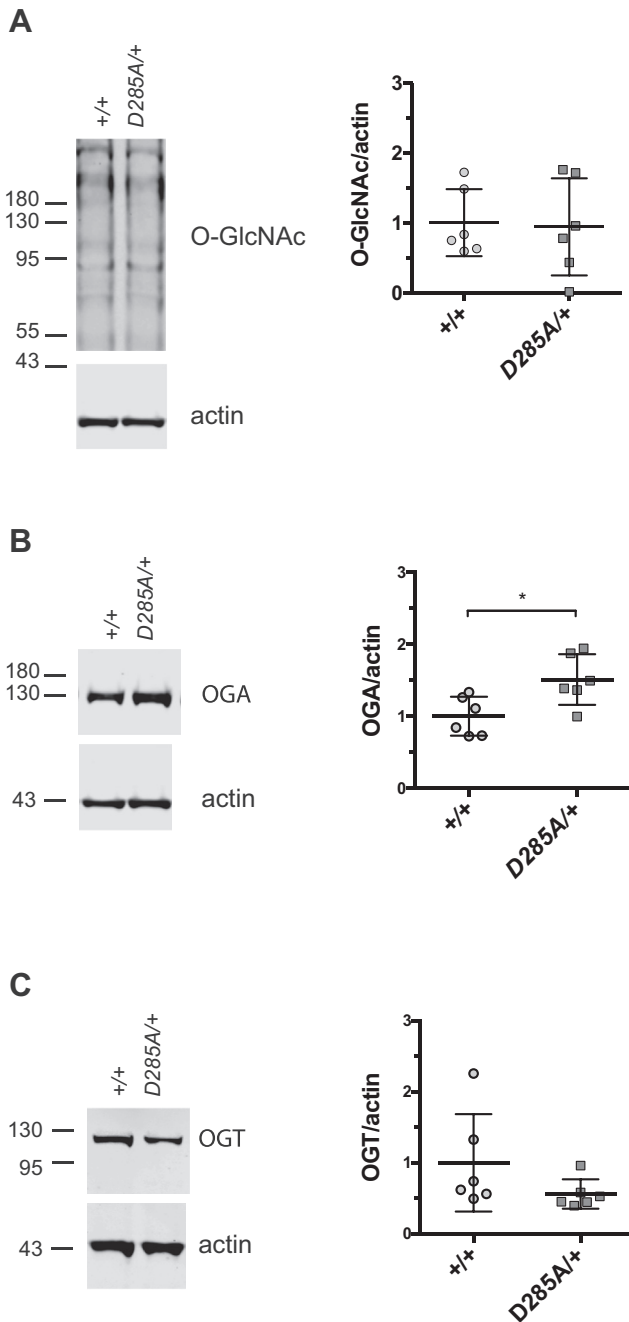 A
+/+
D285A/+
180
130
95
55
43
O-GlcNAc
actin
O-GlcNAc/actin
3
2
1
0
+/+
D285A/+
B
+/+
D285A/+
180
130
OGA
43
actin
OGA/actin
3
2
1
0
*
+/+
D285A/+
C
+/+
D285A/+
130
95
OGT
43
actin
OGT/actin
3
2
1
0
+/+
D285A/+